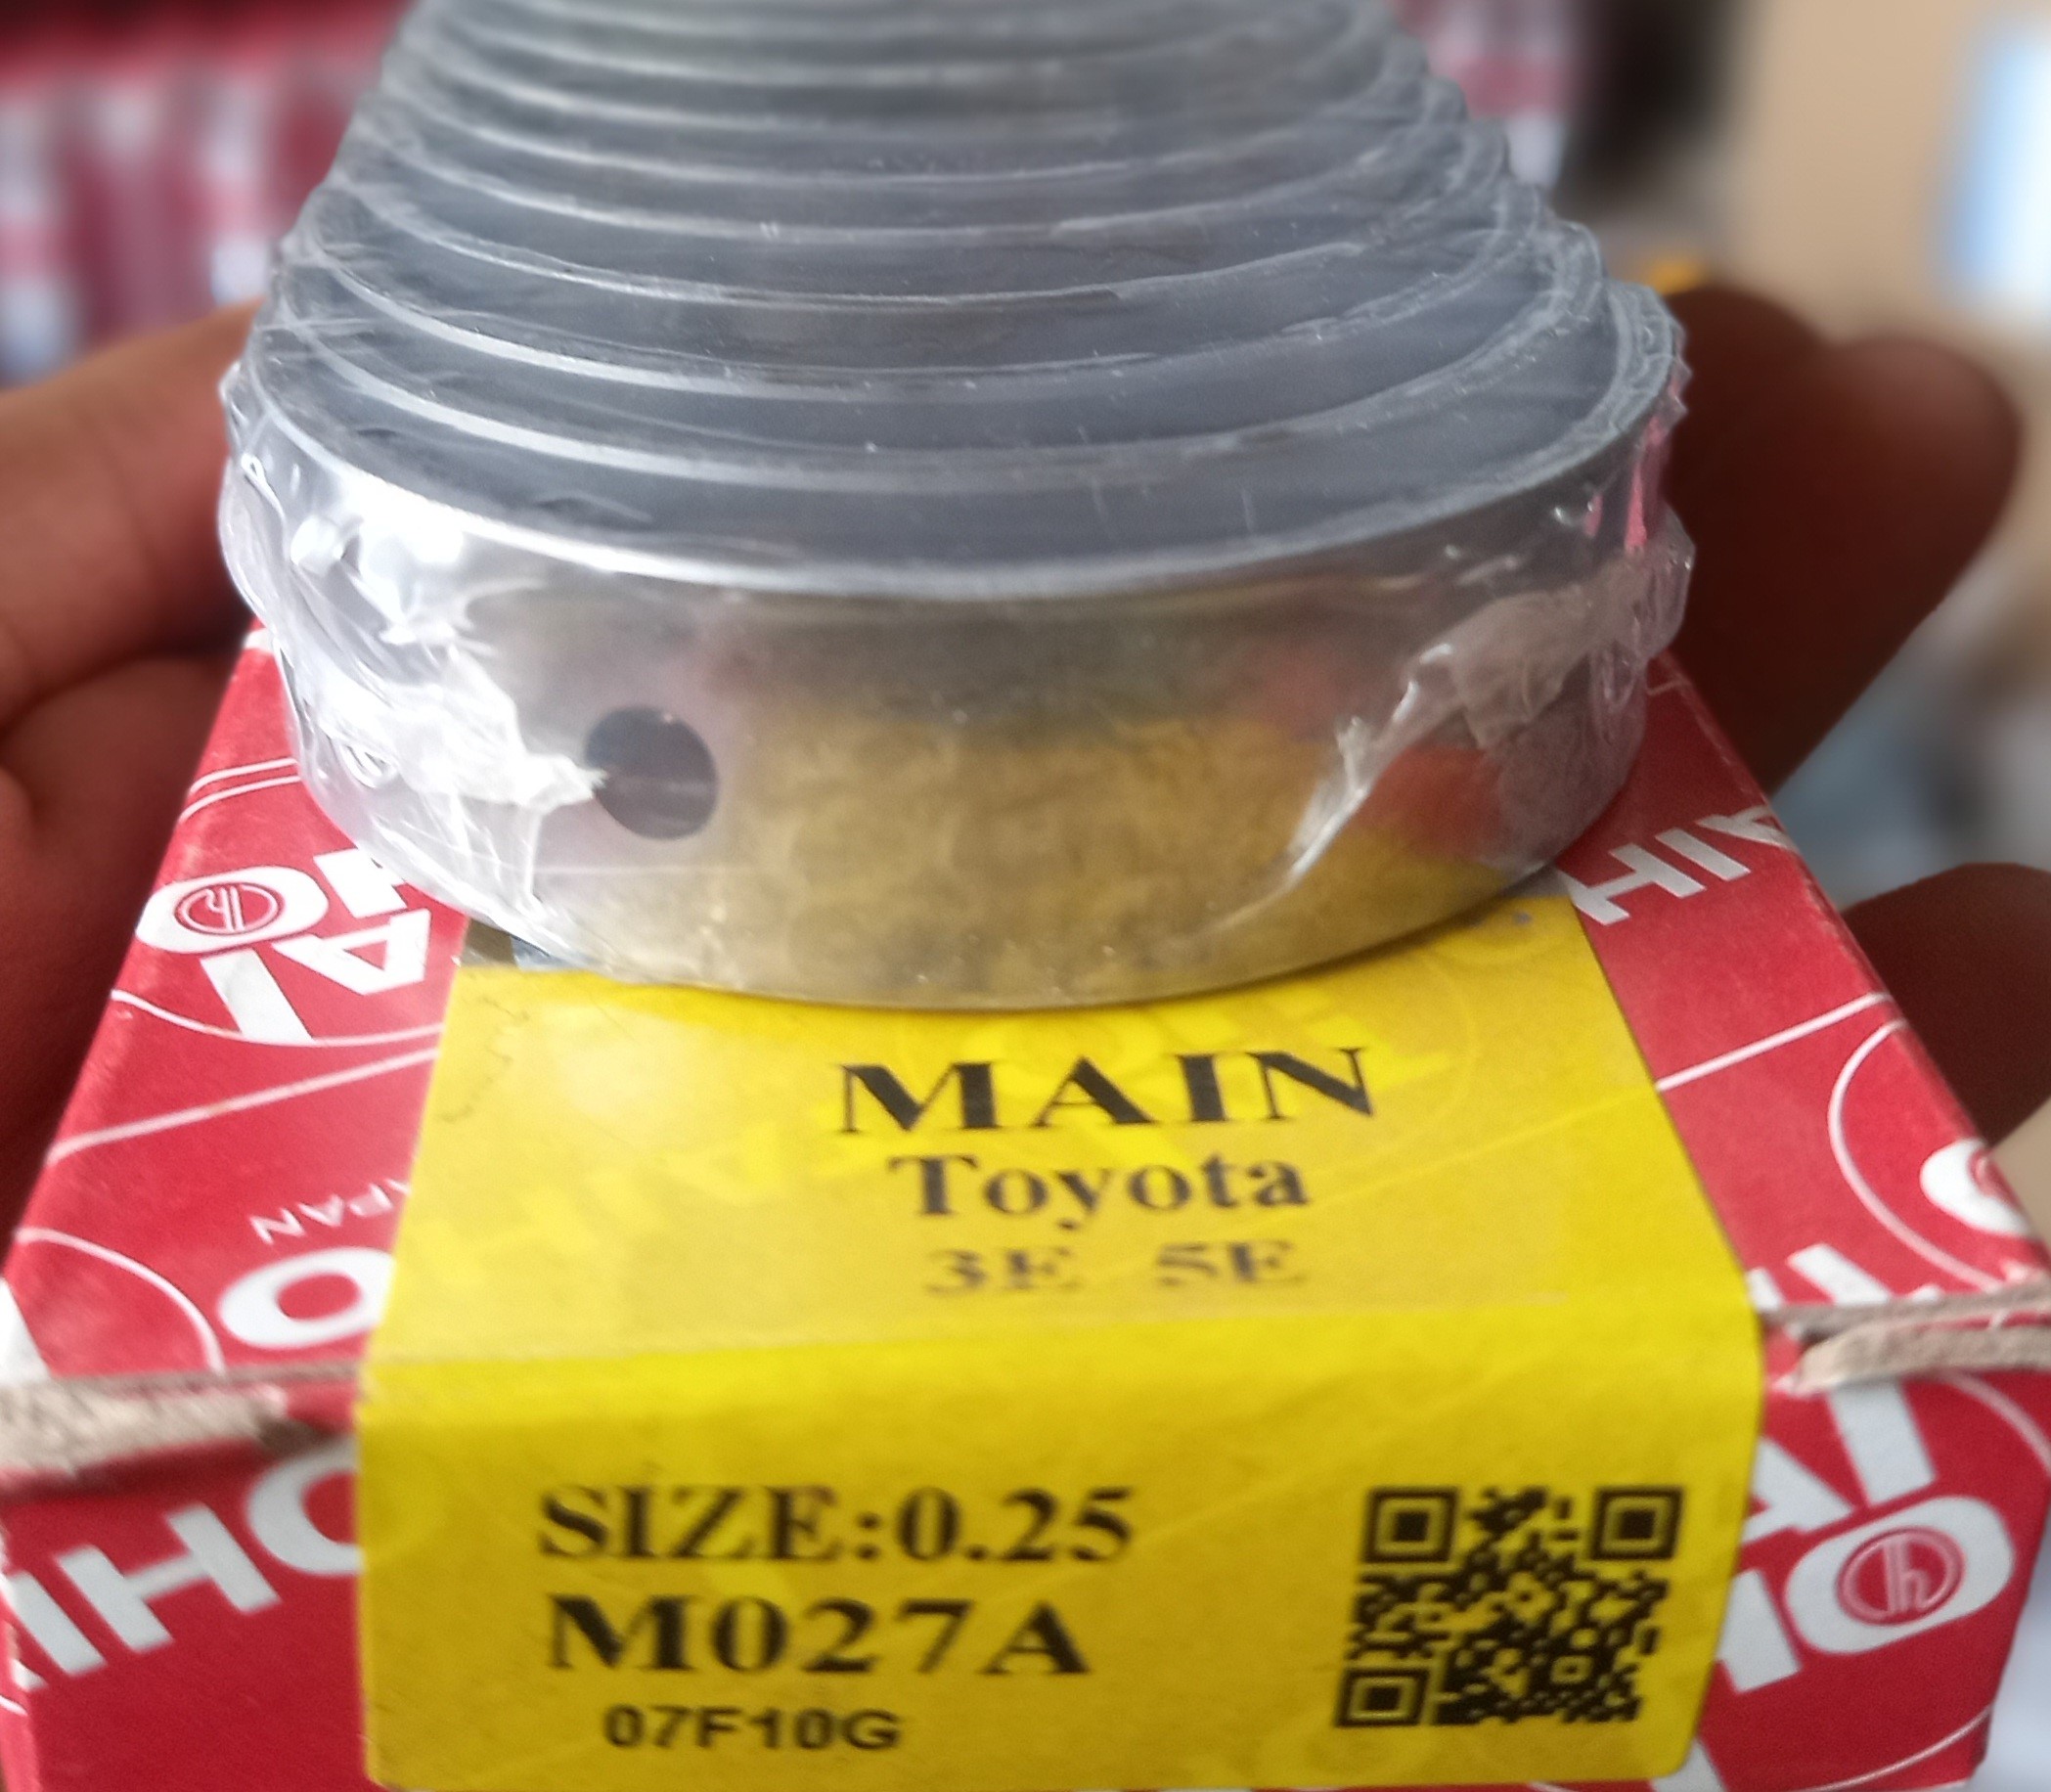 MAIN
Toyota
3E 5E
SIZE:0.25
M027A
07F10G